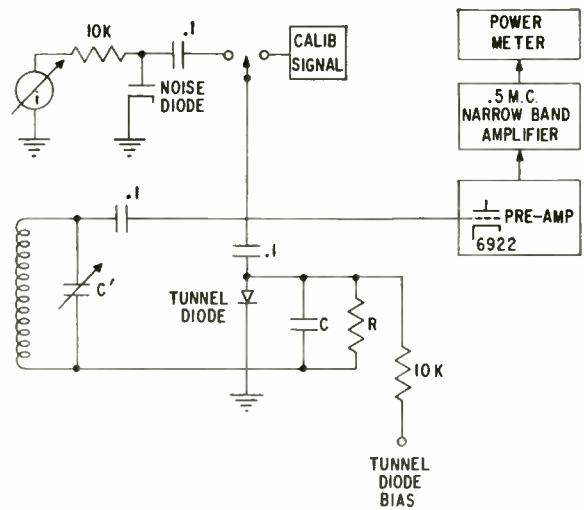 10K
.1
CALIB
SIGNAL
i
NOISE
DIODE
POWER
METER
.5 M.C.
NARROW BAND
AMPLIFIER
PRE-AMP
6922
.1
C'
.1
TUNNEL
DIODE
C
R
10K
TUNNEL
DIODE
BIAS